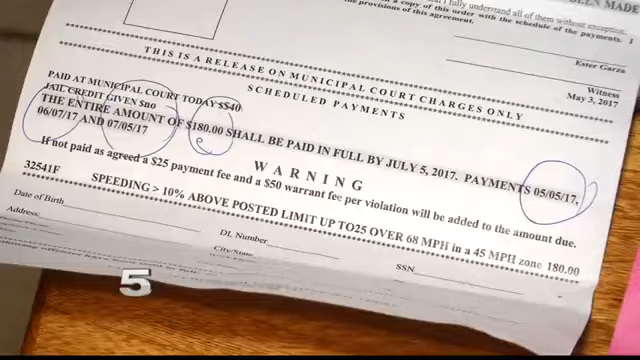 BEEN MADE
I fully understand all of them without exception.
a copy of this order with the schedule of the payments. I
the provisions of this agreement.
Ester Garza
Witness
May 3, 2017
THIS IS A RELEASE ON MUNICIPAL COURT CHARGES ONLY
SCHEDULED PAYMENTS
PAID AT MUNICIPAL COURT TODAY $$40
JAIL CREDIT GIVEN $no
THE ENTIRE AMOUNT OF $180.00 SHALL BE PAID IN FULL BY JULY 5, 2017. PAYMENTS 05/05/17,
06/07/17 AND 07/05/17
WARNING
If not paid as agreed a $25 payment fee and a $50 warrant fee per violation will be added to the amount due.
32541F
SPEEDING > 10% ABOVE POSTED LIMIT UP TO25 OVER 68 MPH in a 45 MPH zone 180.00
Date of Birth
DL Number
SSN
Address:
City/State
5